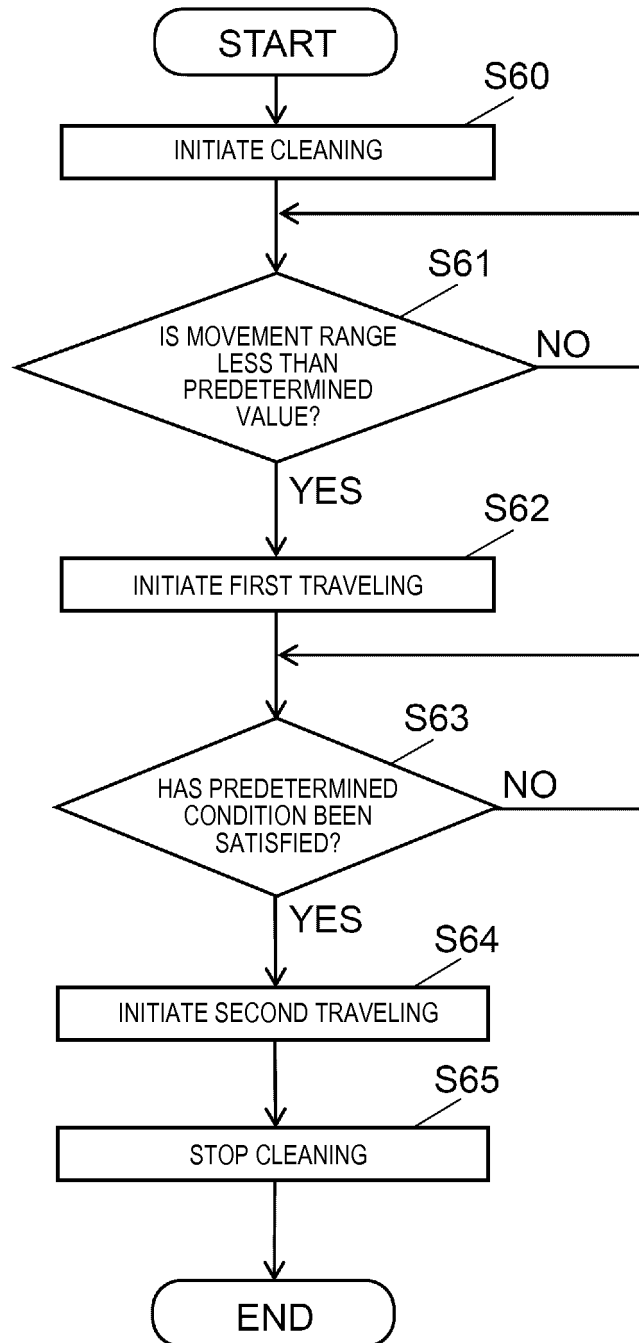 START
S60
INITIATE CLEANING
S61
IS MOVEMENT RANGE
LESS THAN
PREDETERMINED
VALUE?
NO
YES
S62
INITIATE FIRST TRAVELING
S63
HAS PREDETERMINED
CONDITION BEEN
SATISFIED?
NO
YES
S64
INITIATE SECOND TRAVELING
S65
STOP CLEANING
END